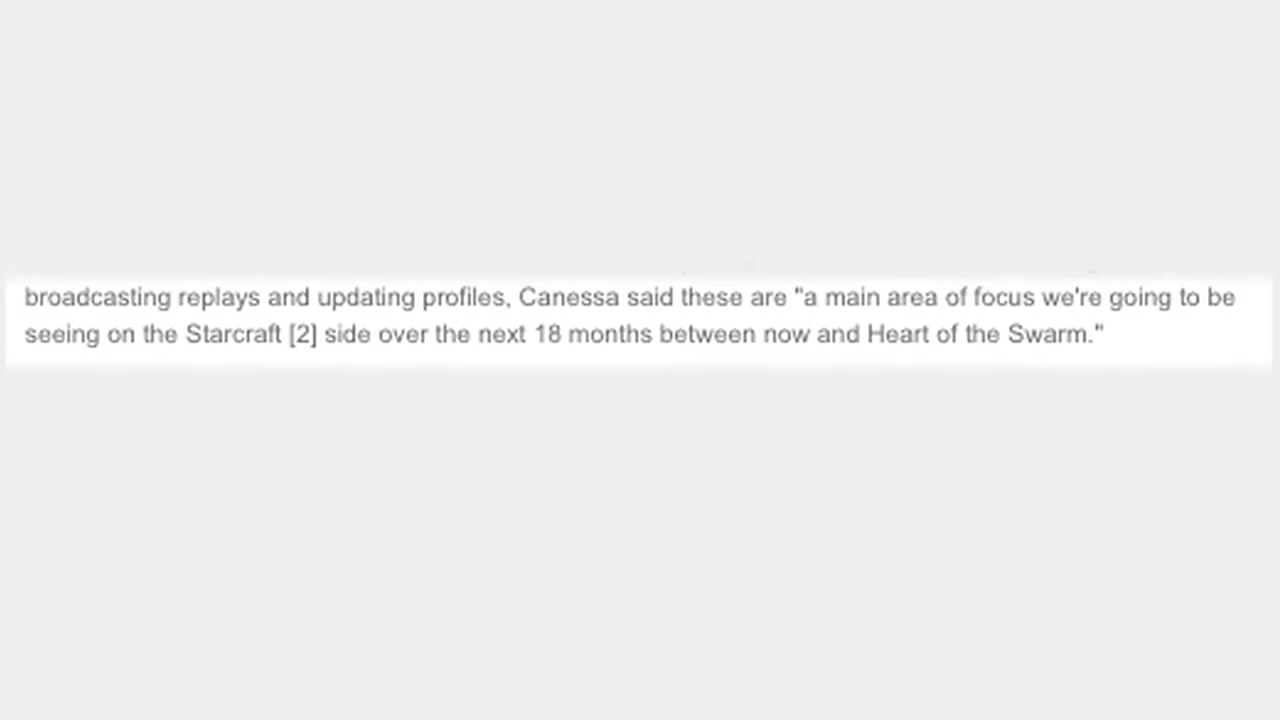 broadcasting replays and updating profiles, Canessa said these are "a main area of focus we're going to be
seeing on the Starcraft [2] side over the next 18 months between now and Heart of the Swarm."